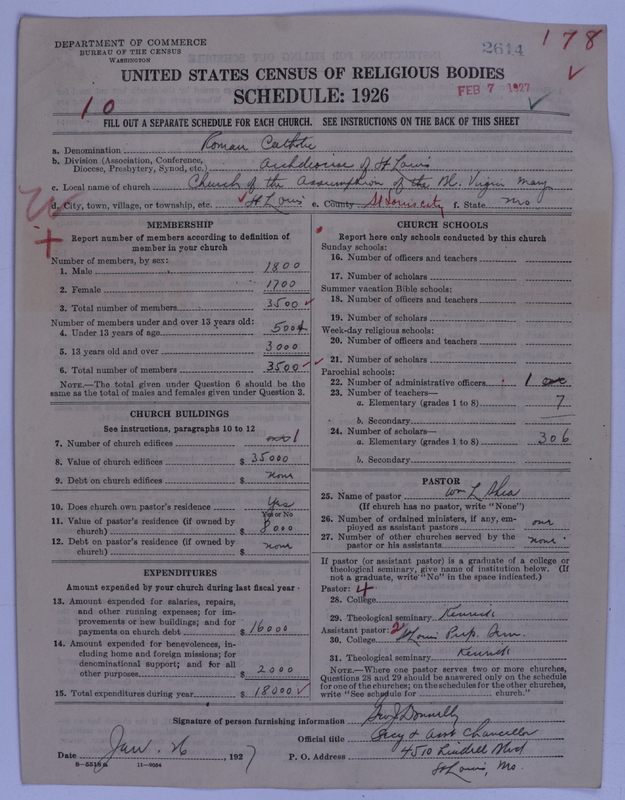 DEPARTMENT OF COMMERCE
BUREAU OF THE CENSUS
WASHINGTON
2614
178
UNITED STATES CENSUS OF RELIGIOUS BODIES
SCHEDULE: 1926
FEB 7 1927
10
FILL OUT A SEPARATE SCHEDULE FOR EACH CHURCH. SEE INSTRUCTIONS ON THE BACK OF THIS SHEET
a. Denomination Roman Catholic
b. Division (Association, Conference, Diocese, Presbytery, Synod, etc.) Archdiocese of St Louis
c. Local name of church Church of the Assumption of the Bl. Virgin Mary
d. City, town, village, or township, etc. St Louis e. County St Louis city f. State Mo
MEMBERSHIP
Report number of members according to definition of
member in your church
Number of members, by sex:
1. Male 1800
2. Female 1700
3. Total number of members 3500
Number of members under and over 13 years old:
4. Under 13 years of age 500
5. 13 years old and over 3000
6. Total number of members 3500
NOTE.—The total given under Question 6 should be the
same as the total of males and females given under Question 3.
CHURCH BUILDINGS
See instructions, paragraphs 10 to 12
7. Number of church edifices one 1
8. Value of church edifices $ 35000
9. Debt on church edifices $ none
10. Does church own pastor's residence Yes
Yes or No
11. Value of pastor's residence (if owned by
church) $ 8000
12. Debt on pastor's residence (if owned by
church) $ none
EXPENDITURES
Amount expended by your church during last fiscal year
13. Amount expended for salaries, repairs,
and other running expenses; for im-
provements or new buildings; and for
payments on church debt $ 16000
14. Amount expended for benevolences, in-
cluding home and foreign missions; for
denominational support; and for all
other purposes $ 2000
15. Total expenditures during year $ 18000
CHURCH SCHOOLS
Report here only schools conducted by this church
Sunday schools:
16. Number of officers and teachers
17. Number of scholars
Summer vacation Bible schools:
18. Number of officers and teachers
19. Number of scholars
Week-day religious schools:
20. Number of officers and teachers
21. Number of scholars
Parochial schools:
22. Number of administrative officers 1 one
23. Number of teachers—
a. Elementary (grades 1 to 8) 7
b. Secondary
24. Number of scholars—
a. Elementary (grades 1 to 8) 306
b. Secondary
PASTOR
25. Name of pastor Wm L Shea
(If church has no pastor, write "None")
26. Number of ordained ministers, if any, em-
ployed as assistant pastors one
27. Number of other churches served by the
pastor or his assistants none
If pastor (or assistant pastor) is a graduate of a college or
theological seminary, give name of institution below. (If
not a graduate, write "No" in the space indicated.)
Pastor: 4
28. College
29. Theological seminary Kenrick
Assistant pastor: 2
30. College St Louis Prep. Sem.
31. Theological seminary Kenrick
NOTE.—Where one pastor serves two or more churches,
Questions 28 and 29 should be answered only on the schedule
for one of the churches; on the schedules for the other churches,
write "See schedule for church."
Signature of person furnishing information Geo J Donnelly
Official title Secy & Asst Chancellor
Date Jan. 26, 1927
P. O. Address 4510 Lindell Blvd
St Louis, Mo.
8-5518a 11-9034